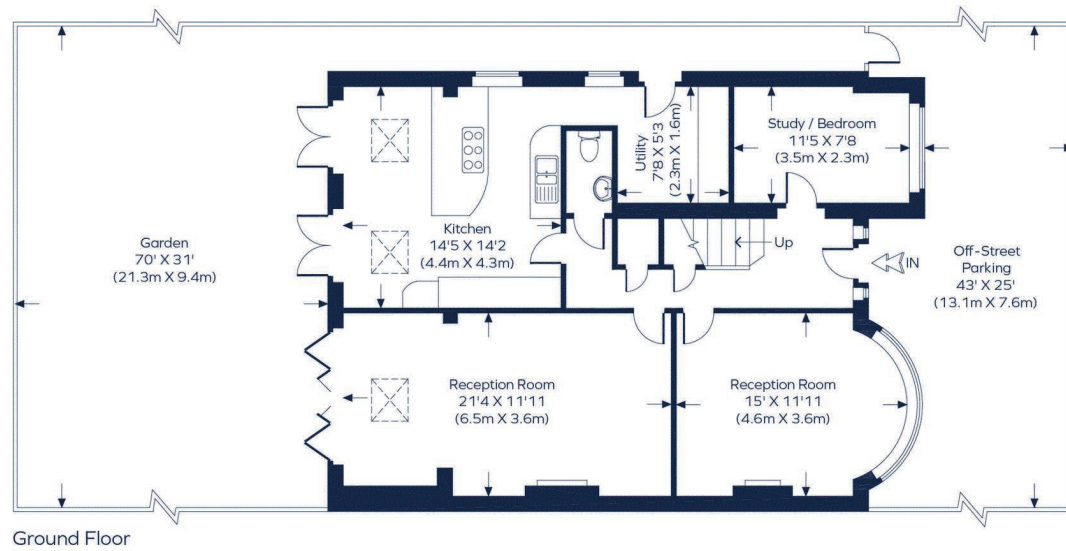 Garden
70' X 31'
(21.3m X 9.4m)
Kitchen
14'5 X 14'2
(4.4m X 4.3m)
Utility
7'8 X 5'3
(2.3m X 1.6m)
Study / Bedroom
11'5 X 7'8
(3.5m X 2.3m)
Up
IN
Off-Street
Parking
43' X 25'
(13.1m X 7.6m)
Reception Room
21'4 X 11'11
(6.5m X 3.6m)
Reception Room
15' X 11'11
(4.6m X 3.6m)
Ground Floor